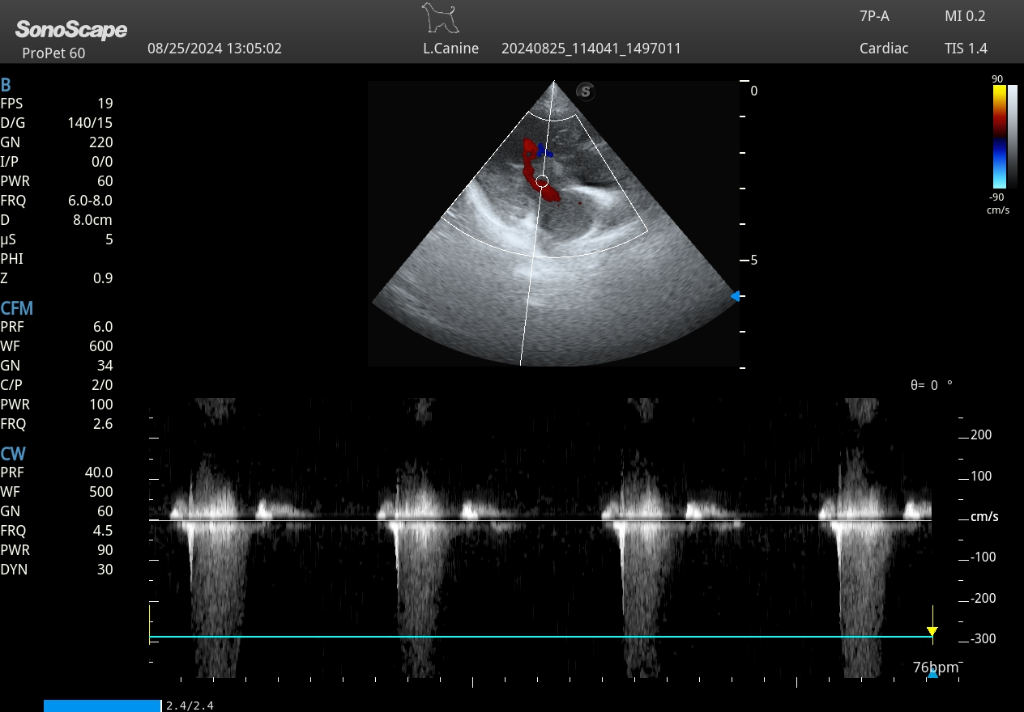 SonoScape
ProPet 60
08/25/2024 13:05:02
L.Canine 20240825_114041_1497011
7P-A MI 0.2
Cardiac TIS 1.4
B
FPS 19
D/G 140/15
GN 220
I/P 0/0
PWR 60
FRQ 6.0-8.0
D 8.0cm
µS 5
PHI
Z 0.9
CFM
PRF 6.0
WF 600
GN 34
C/P 2/0
PWR 100
FRQ 2.6
CW
PRF 40.0
WF 500
GN 60
FRQ 4.5
PWR 90
DYN 30
S
0
5
90
-90
cm/s
θ= 0 °
200
100
cm/s
-100
-200
-300
76bpm
2.4/2.4